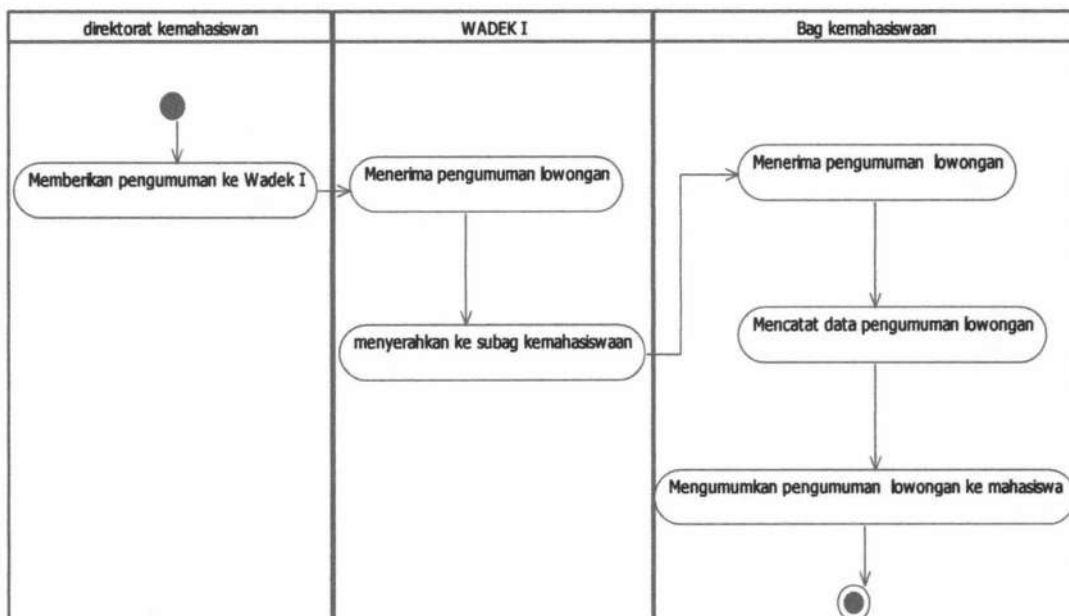 direktorat kemahasiswan
WADEK I
Bag kemahasiswaan
Memberikan pengumuman ke Wadek I
Menerima pengumuman lowongan
menyerahkan ke subag kemahasiswaan
Menerima pengumuman lowongan
Mencatat data pengumuman lowongan
Mengumumkan pengumuman lowongan ke mahasiswa